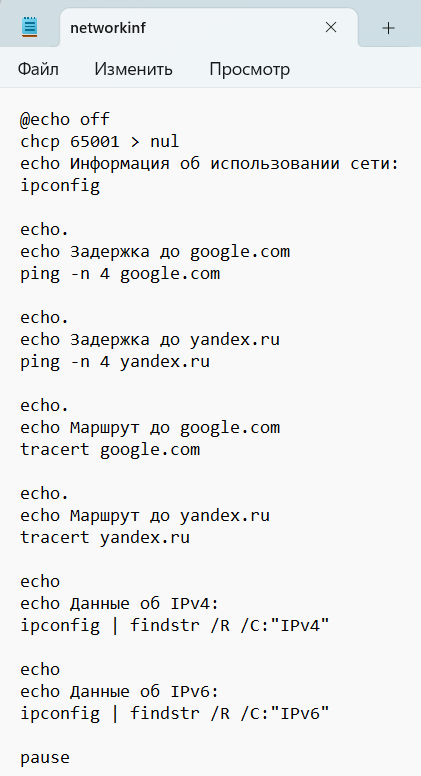 networkinf
Файл Изменить Просмотр
@echo off
chcp 65001 > nul
echo Информация об использовании сети:
ipconfig

echo.
echo Задержка до google.com
ping -n 4 google.com

echo.
echo Задержка до yandex.ru
ping -n 4 yandex.ru

echo.
echo Маршрут до google.com
tracert google.com

echo.
echo Маршрут до yandex.ru
tracert yandex.ru

echo
echo Данные об IPv4:
ipconfig | findstr /R /C:"IPv4"

echo
echo Данные об IPv6:
ipconfig | findstr /R /C:"IPv6"

pause